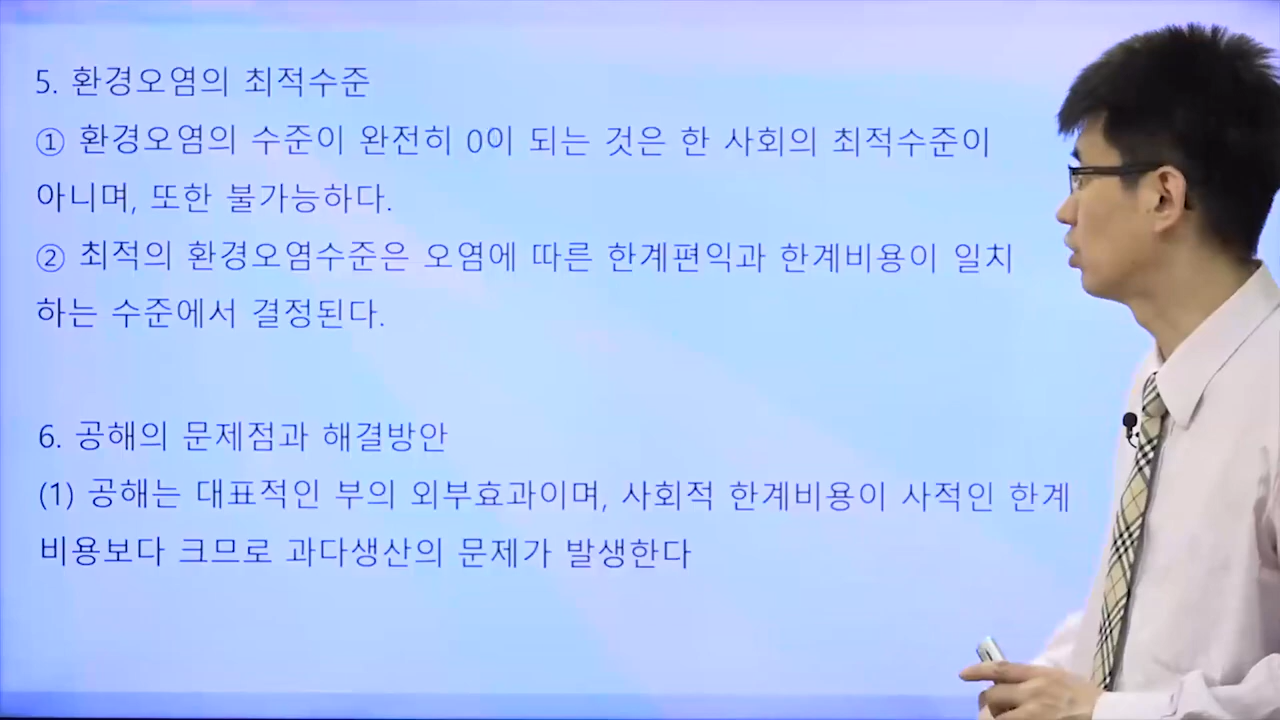 5. 환경오염의 최적수준
① 환경오염의 수준이 완전히 0이 되는 것은 한 사회의 최적수준이
아니며, 또한 불가능하다.
② 최적의 환경오염수준은 오염에 따른 한계편익과 한계비용이 일치
하는 수준에서 결정된다.
6. 공해의 문제점과 해결방안
(1) 공해는 대표적인 부의 외부효과이며, 사회적 한계비용이 사적인 한계
비용보다 크므로 과다생산의 문제가 발생한다